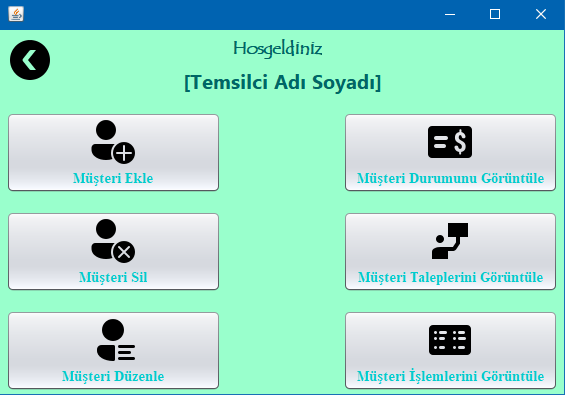 Hosgeldiniz
[Temsilci Adı Soyadı]
Müşteri Ekle
Müşteri Durumunu Görüntüle
Müşteri Sil
Müşteri Taleplerini Görüntüle
Müşteri Düzenle
Müşteri İşlemlerini Görüntüle